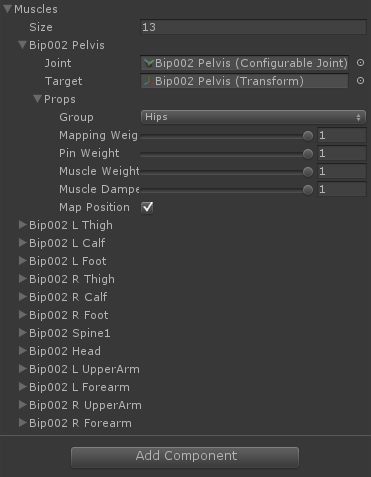 Muscles
Size 13
Bip002 Pelvis
Joint Bip002 Pelvis (Configurable Joint)
Target Bip002 Pelvis (Transform)
Props
Group Hips
Mapping Weig 1
Pin Weight 1
Muscle Weight 1
Muscle Dampe 1
Map Position
Bip002 L Thigh
Bip002 L Calf
Bip002 L Foot
Bip002 R Thigh
Bip002 R Calf
Bip002 R Foot
Bip002 Spine1
Bip002 Head
Bip002 L UpperArm
Bip002 L Forearm
Bip002 R UpperArm
Bip002 R Forearm
Add Component